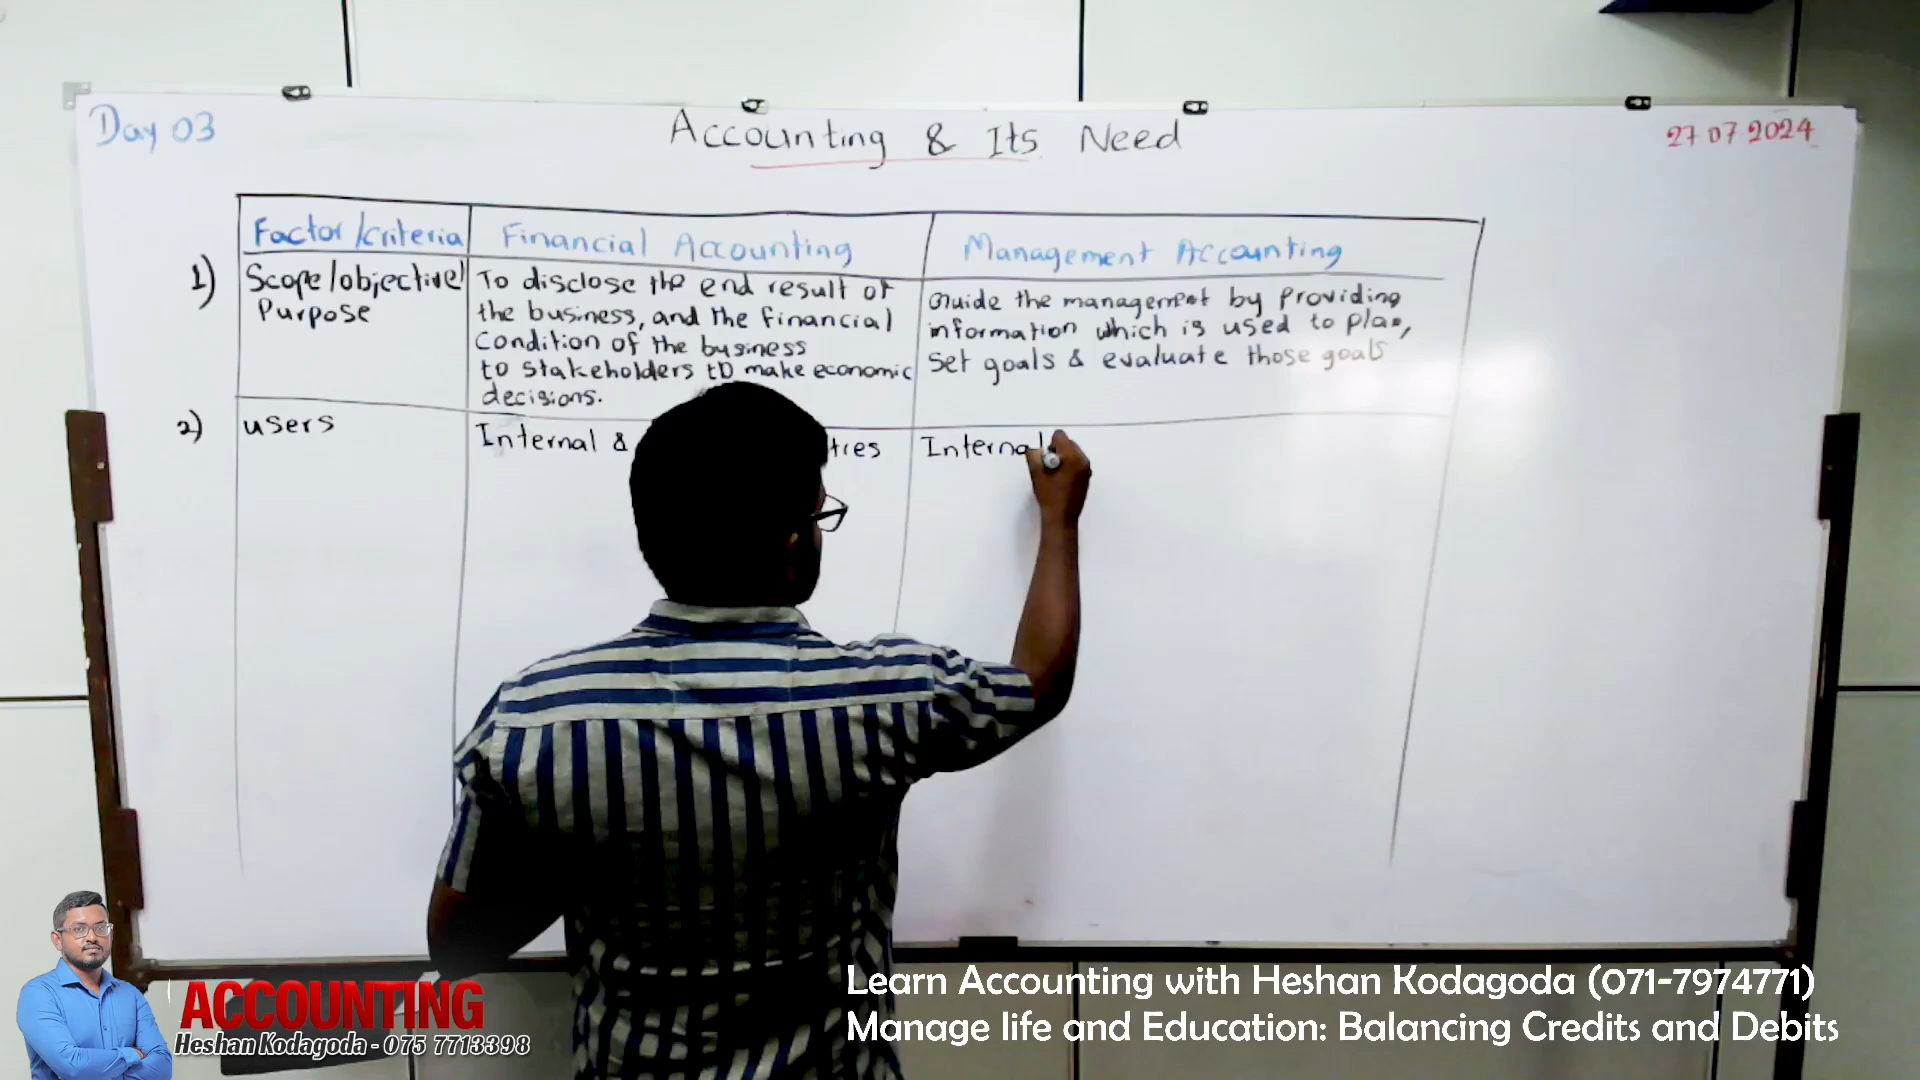 Day 03
Accounting & Its Need
27 07 2024
Factor/criteria
Financial Accounting
Management Accounting
1)
Scope/objective/
Purpose
To disclose the end result of
the business, and the financial
condition of the business
to stakeholders to make economic
decisions.
Guide the management by providing
information which is used to plan,
set goals & evaluate those goals
2)
users
Internal &
Internal
ACCOUNTING
Heshan Kodagoda - 075 7713398
Learn Accounting with Heshan Kodagoda (071-7974771)
Manage life and Education: Balancing Credits and Debits